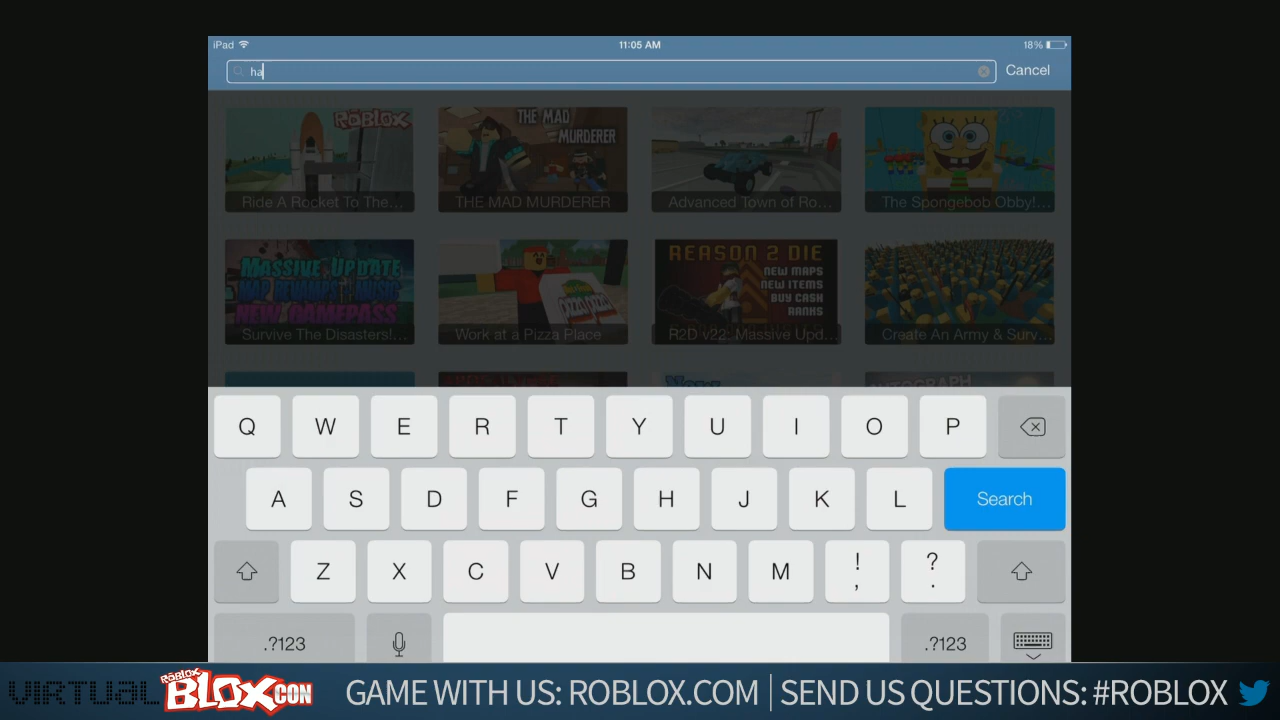 iPad
11:05 AM
18%
ha
Cancel
ROBLOX
Ride A Rocket To The...
THE MAD
MURDERER
THE MAD MURDERER
Advanced Town of Ro...
The Spongebob Obby!...
MASSIVE UPDATE
MAP REVAMPS + MUSIC
NEW GAMEPASS
Survive The Disasters!...
Work at a Pizza Place
REASON 2 DIE
NEW MAPS
NEW ITEMS
BUY CASH
RANKS
R2D v22: Massive Upd...
Create An Army & Surv...
Q W E R T Y U I O P
A S D F G H J K L Search
Z X C V B N M ! , ? .
.?123 .?123
VIRTUAL ROBLOX BLOXCON
GAME WITH US: ROBLOX.COM | SEND US QUESTIONS: #ROBLOX